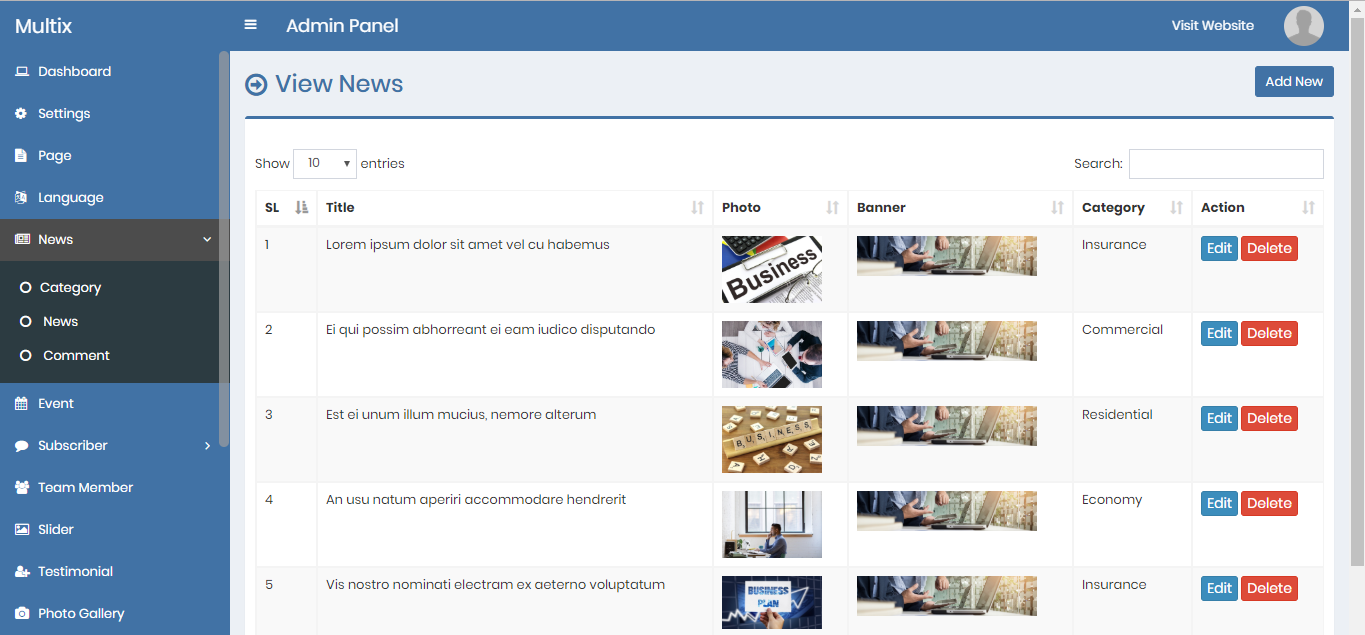 Multix
Admin Panel
Visit Website
Dashboard
Settings
Page
Language
News
Category
News
Comment
Event
Subscriber
Team Member
Slider
Testimonial
Photo Gallery
View News
Add New
Show 10 entries
Search:
SL Title Photo Banner Category Action
1 Lorem ipsum dolor sit amet vel cu habemus Business Insurance Edit Delete
2 Ei qui possim abhorreant ei eam iudico disputando Commercial Edit Delete
3 Est ei unum illum mucius, nemore alterum BUSINESS Residential Edit Delete
4 An usu natum aperiri accommodare hendrerit Economy Edit Delete
5 Vis nostro nominati electram ex aeterno voluptatum BUSINESS PLAN Insurance Edit Delete